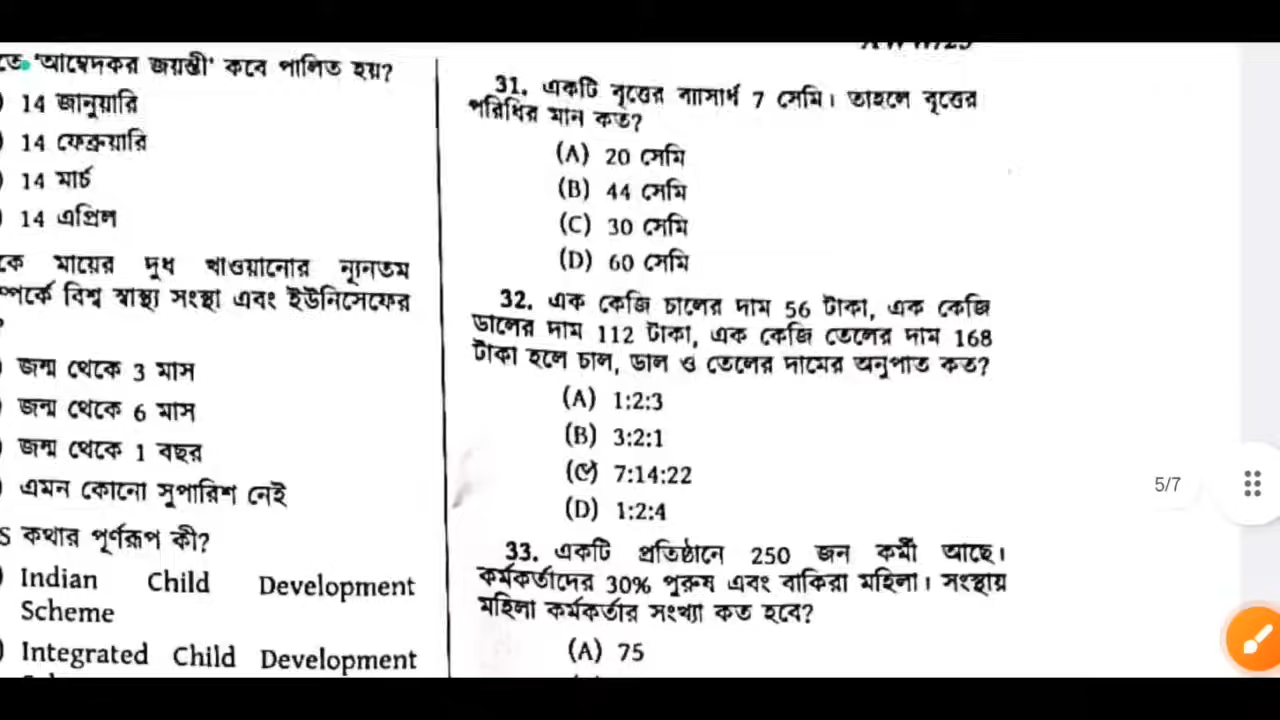 'আম্বেদকর জয়ন্তী' কবে পালিত হয়?
14 জানুয়ারি
14 ফেব্রুয়ারি
14 মার্চ
14 এপ্রিল
মায়ের দুধ খাওয়ানোর ন্যূনতম
বিশ্ব স্বাস্থ্য সংস্থা এবং ইউনিসেফের
জন্ম থেকে 3 মাস
জন্ম থেকে 6 মাস
জন্ম থেকে 1 বছর
এমন কোনো সুপারিশ নেই
S কথার পূর্ণরূপ কী?
Indian Child Development
Scheme
Integrated Child Development
31. একটি বৃত্তের ব্যাসার্ধ 7 সেমি। তাহলে বৃত্তের
পরিধির মান কত?
(A) 20 সেমি
(B) 44 সেমি
(C) 30 সেমি
(D) 60 সেমি
32. এক কেজি চালের দাম 56 টাকা, এক কেজি
ডালের দাম 112 টাকা, এক কেজি তেলের দাম 168
টাকা হলে চাল, ডাল ও তেলের দামের অনুপাত কত?
(A) 1:2:3
(B) 3:2:1
(C) 7:14:22
(D) 1:2:4
33. একটি প্রতিষ্ঠানে 250 জন কর্মী আছে।
কর্মকর্তাদের 30% পুরুষ এবং বাকিরা মহিলা। সংস্থায়
মহিলা কর্মকর্তার সংখ্যা কত হবে?
(A) 75
5/7